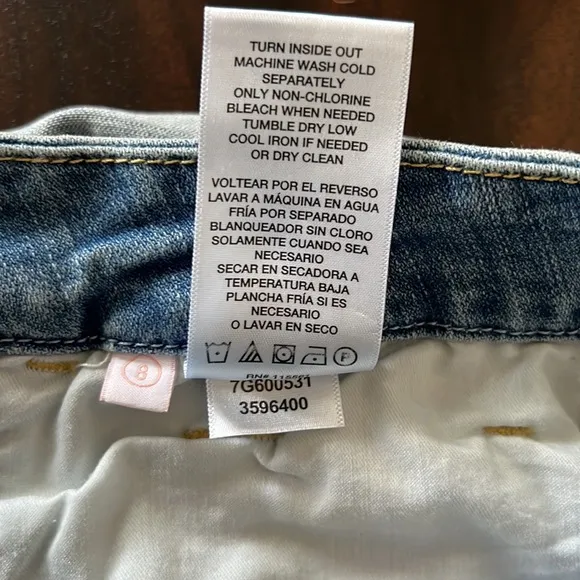 TURN INSIDE OUT
MACHINE WASH COLD
SEPARATELY
ONLY NON-CHLORINE
BLEACH WHEN NEEDED
TUMBLE DRY LOW
COOL IRON IF NEEDED
OR DRY CLEAN
VOLTEAR POR EL REVERSO
LAVAR A MÁQUINA EN AGUA
FRÍA POR SEPARADO
BLANQUEADOR SIN CLORO
SOLAMENTE CUANDO SEA
NECESARIO
SECAR EN SECADORA A
TEMPERATURA BAJA
PLANCHA FRÍA SI ES
NECESARIO
O LAVAR EN SECO
P
RN#
8
7G600531
3596400